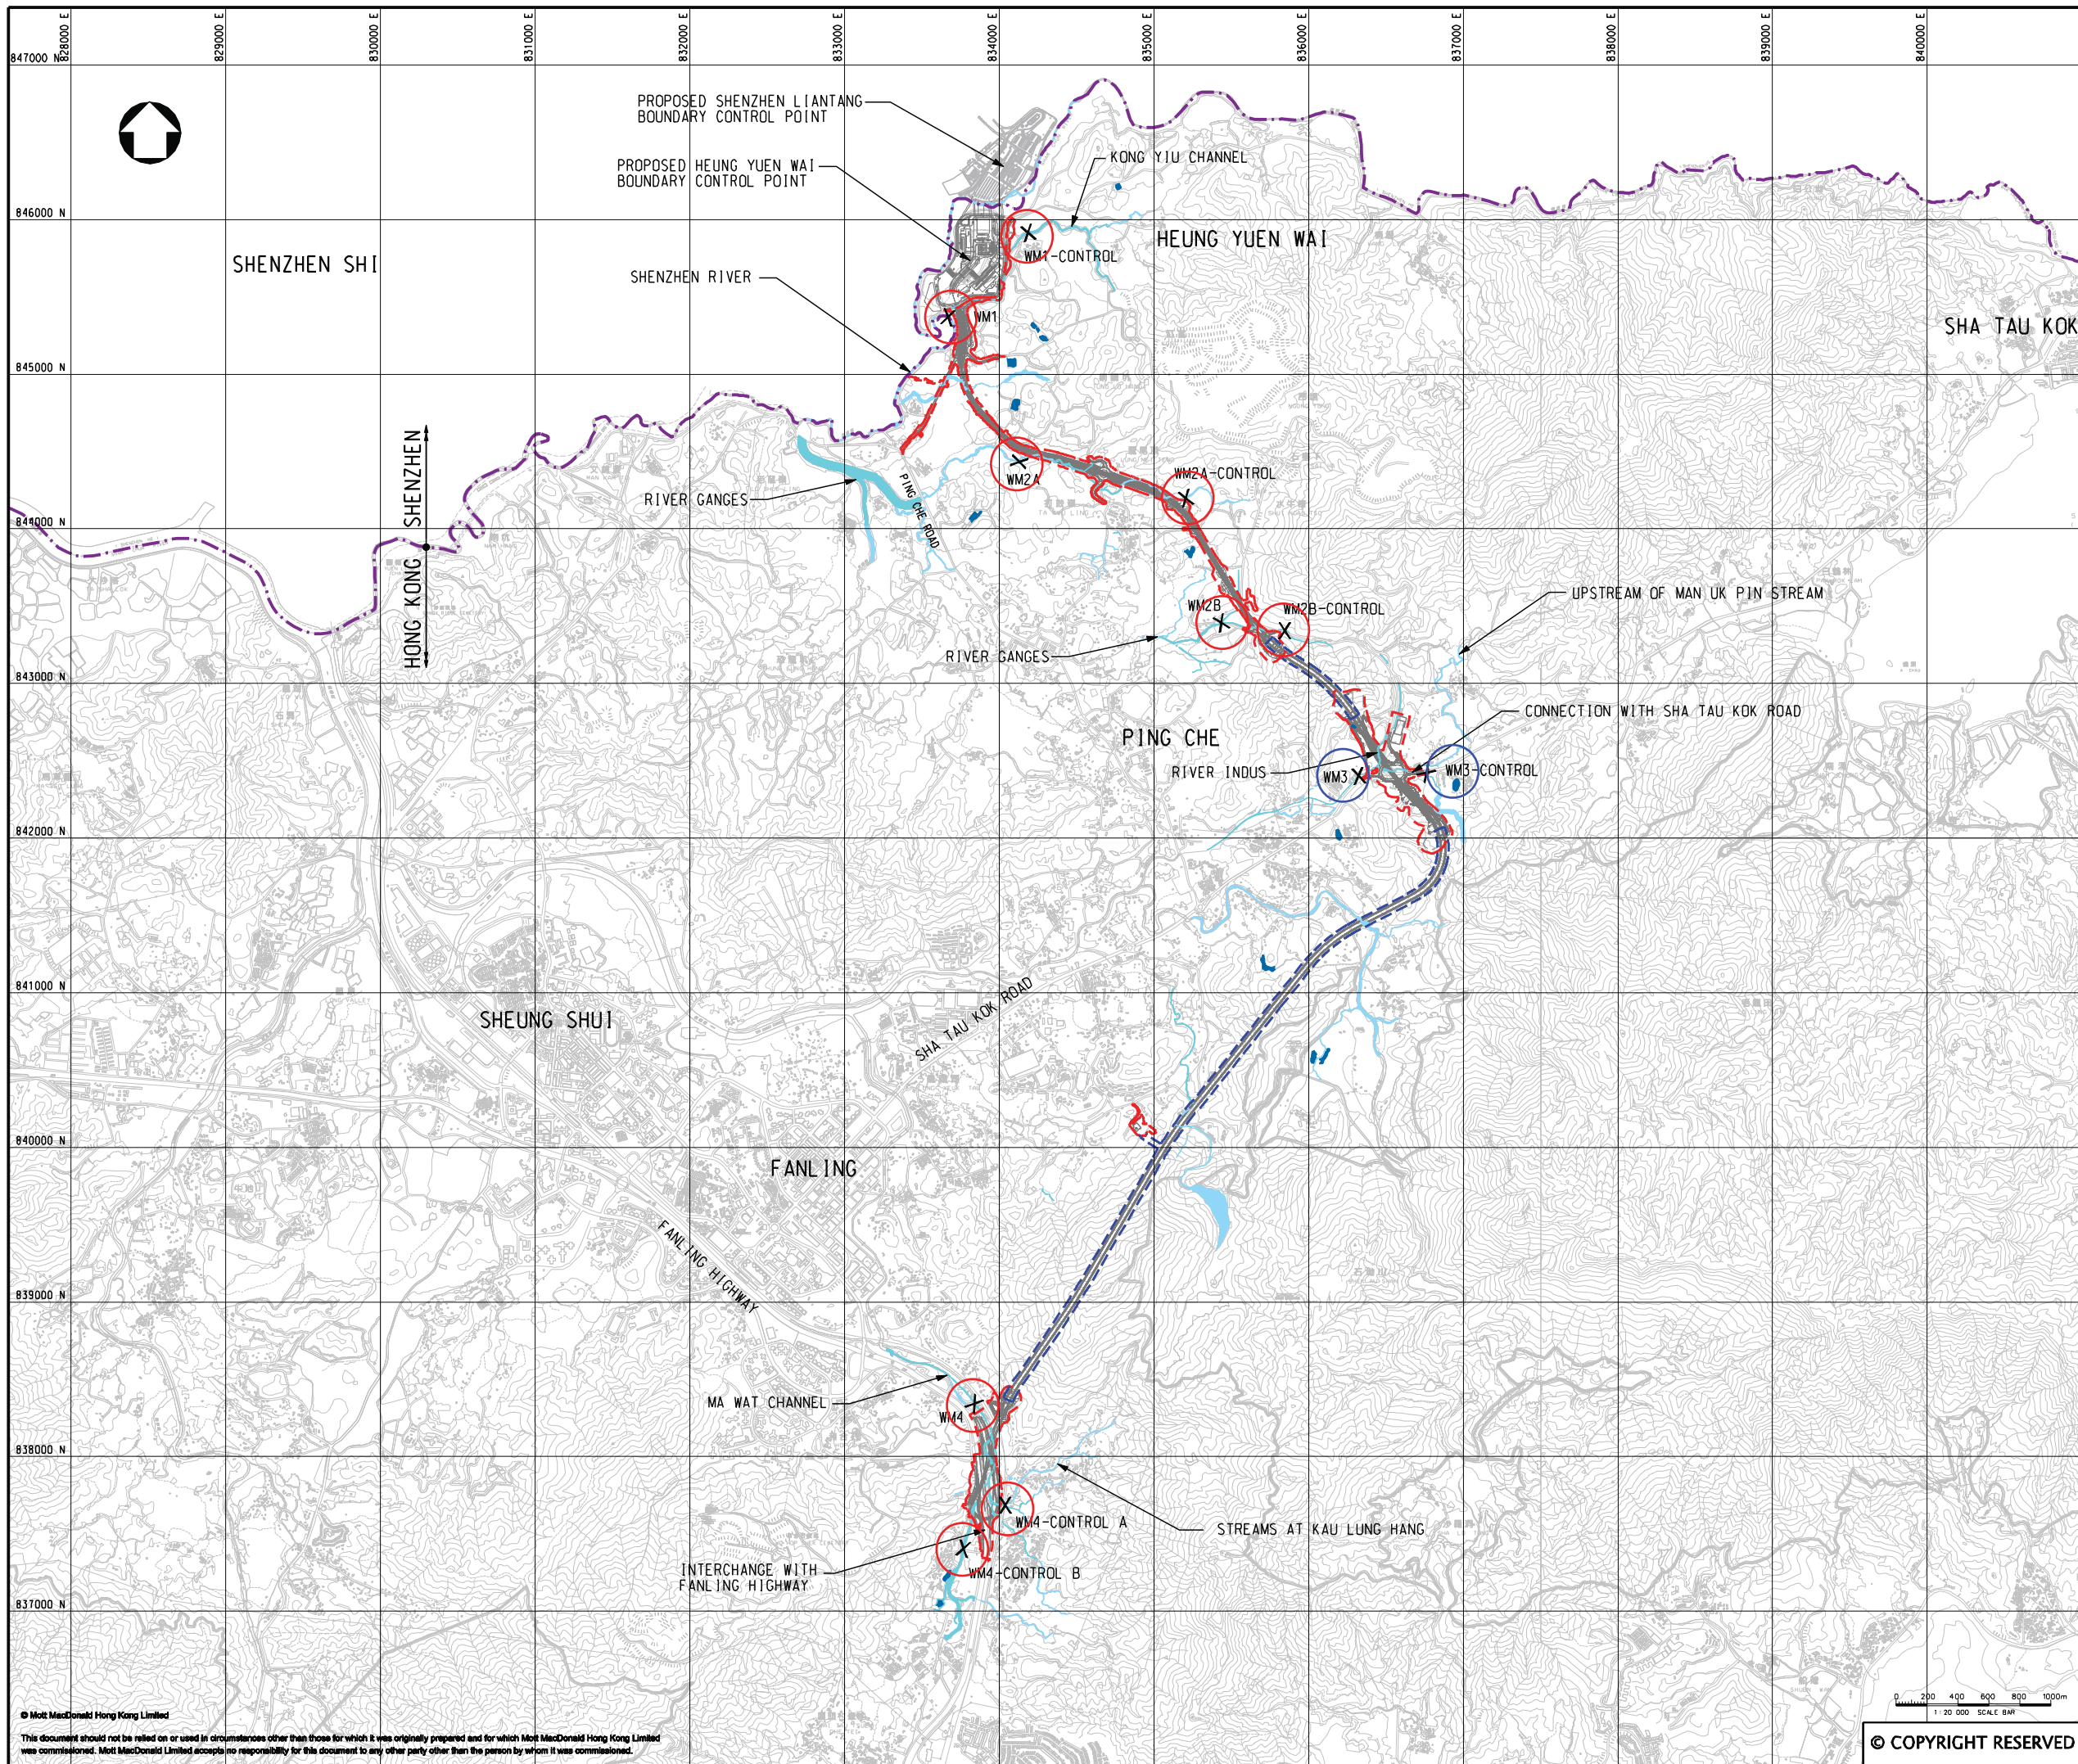 828000 E
829000 E
830000 E
831000 E
832000 E
833000 E
834000 E
835000 E
836000 E
837000 E
838000 E
839000 E
840000 E
847000 N
PROPOSED SHENZHEN LIANTANG
BOUNDARY CONTROL POINT
KONG YIU CHANNEL
PROPOSED HEUNG YUEN WAI
BOUNDARY CONTROL POINT
846000 N
HEUNG YUEN WAI
WM1-CONTROL
SHENZHEN SHI
SHENZHEN RIVER
WM1
SHA TAU KOK
845000 N
HONG KONG
SHENZHEN
WM2A
WM2A-CONTROL
RIVER GANGES
PING CHE ROAD
844000 N
UPSTREAM OF MAN UK PIN STREAM
WM2B
WM2B-CONTROL
RIVER GANGES
843000 N
CONNECTION WITH SHA TAU KOK ROAD
PING CHE
RIVER INDUS
WM3
WM3-CONTROL
842000 N
841000 N
SHEUNG SHUI
SHA TAU KOK ROAD
840000 N
FANLING
FANLING HIGHWAY
839000 N
MA WAT CHANNEL
WM4
838000 N
WM4-CONTROL A
STREAMS AT KAU LUNG HANG
INTERCHANGE WITH
FANLING HIGHWAY
WM4-CONTROL B
837000 N
0 200 400 600 800 1000m
1:20 000 SCALE BAR
© Mott MacDonald Hong Kong Limited
This document should not be relied on or used in circumstances other than those for which it was originally prepared and for which Mott MacDonald Hong Kong Limited
was commissioned. Mott MacDonald Limited accepts no responsibility for this document to any other party other than the person by whom it was commissioned.
© COPYRIGHT RESERVED